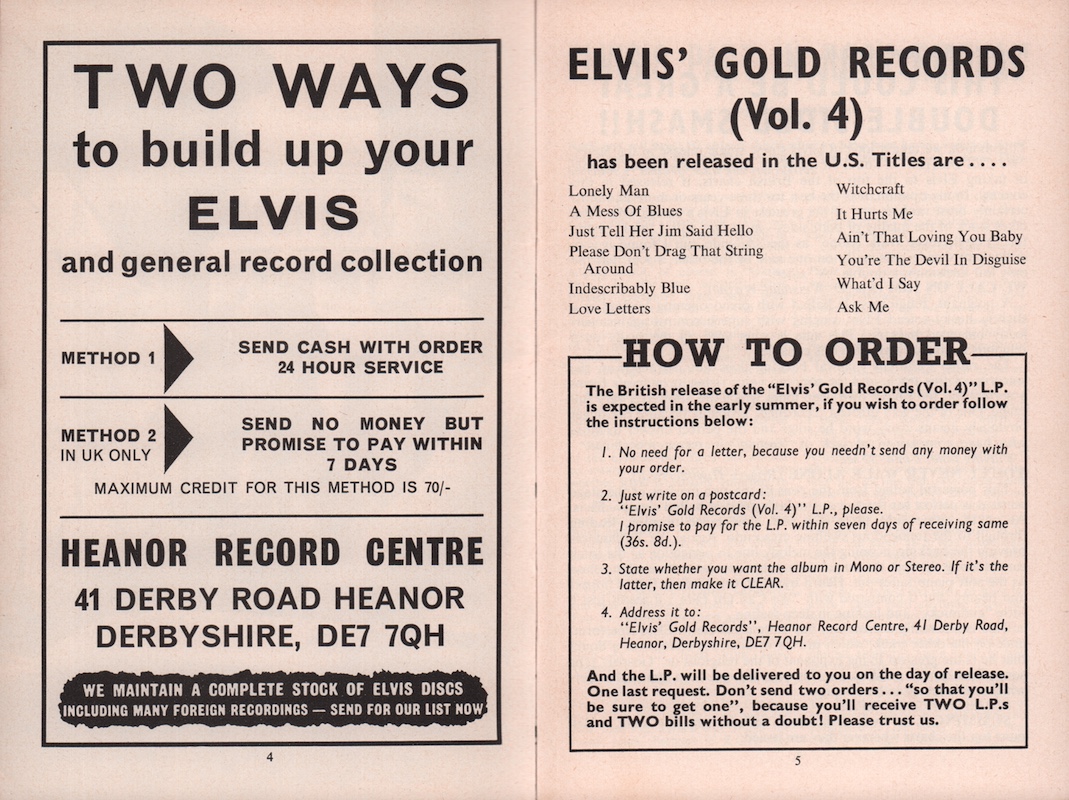 TWO WAYS
to build up your
ELVIS
and general record collection
METHOD 1
SEND CASH WITH ORDER
24 HOUR SERVICE
METHOD 2
IN UK ONLY
SEND NO MONEY BUT
PROMISE TO PAY WITHIN
7 DAYS
MAXIMUM CREDIT FOR THIS METHOD IS 70/-
HEANOR RECORD CENTRE
41 DERBY ROAD HEANOR
DERBYSHIRE, DE7 7QH
WE MAINTAIN A COMPLETE STOCK OF ELVIS DISCS
INCLUDING MANY FOREIGN RECORDINGS — SEND FOR OUR LIST NOW
4
ELVIS' GOLD RECORDS
(Vol. 4)
has been released in the U.S. Titles are . . . .
Lonely Man
A Mess Of Blues
Just Tell Her Jim Said Hello
Please Don't Drag That String
Around
Indescribably Blue
Love Letters
Witchcraft
It Hurts Me
Ain't That Loving You Baby
You're The Devil In Disguise
What'd I Say
Ask Me
HOW TO ORDER
The British release of the "Elvis' Gold Records (Vol. 4)" L.P.
is expected in the early summer, if you wish to order follow
the instructions below:
1. No need for a letter, because you needn't send any money with
your order.
2. Just write on a postcard:
"Elvis' Gold Records (Vol. 4)" L.P., please.
I promise to pay for the L.P. within seven days of receiving same
(36s. 8d.).
3. State whether you want the album in Mono or Stereo. If it's the
latter, then make it CLEAR.
4. Address it to:
"Elvis' Gold Records", Heanor Record Centre, 41 Derby Road,
Heanor, Derbyshire, DE7 7QH.
And the L.P. will be delivered to you on the day of release.
One last request. Don't send two orders . . . "so that you'll
be sure to get one", because you'll receive TWO L.P.s
and TWO bills without a doubt! Please trust us.
5